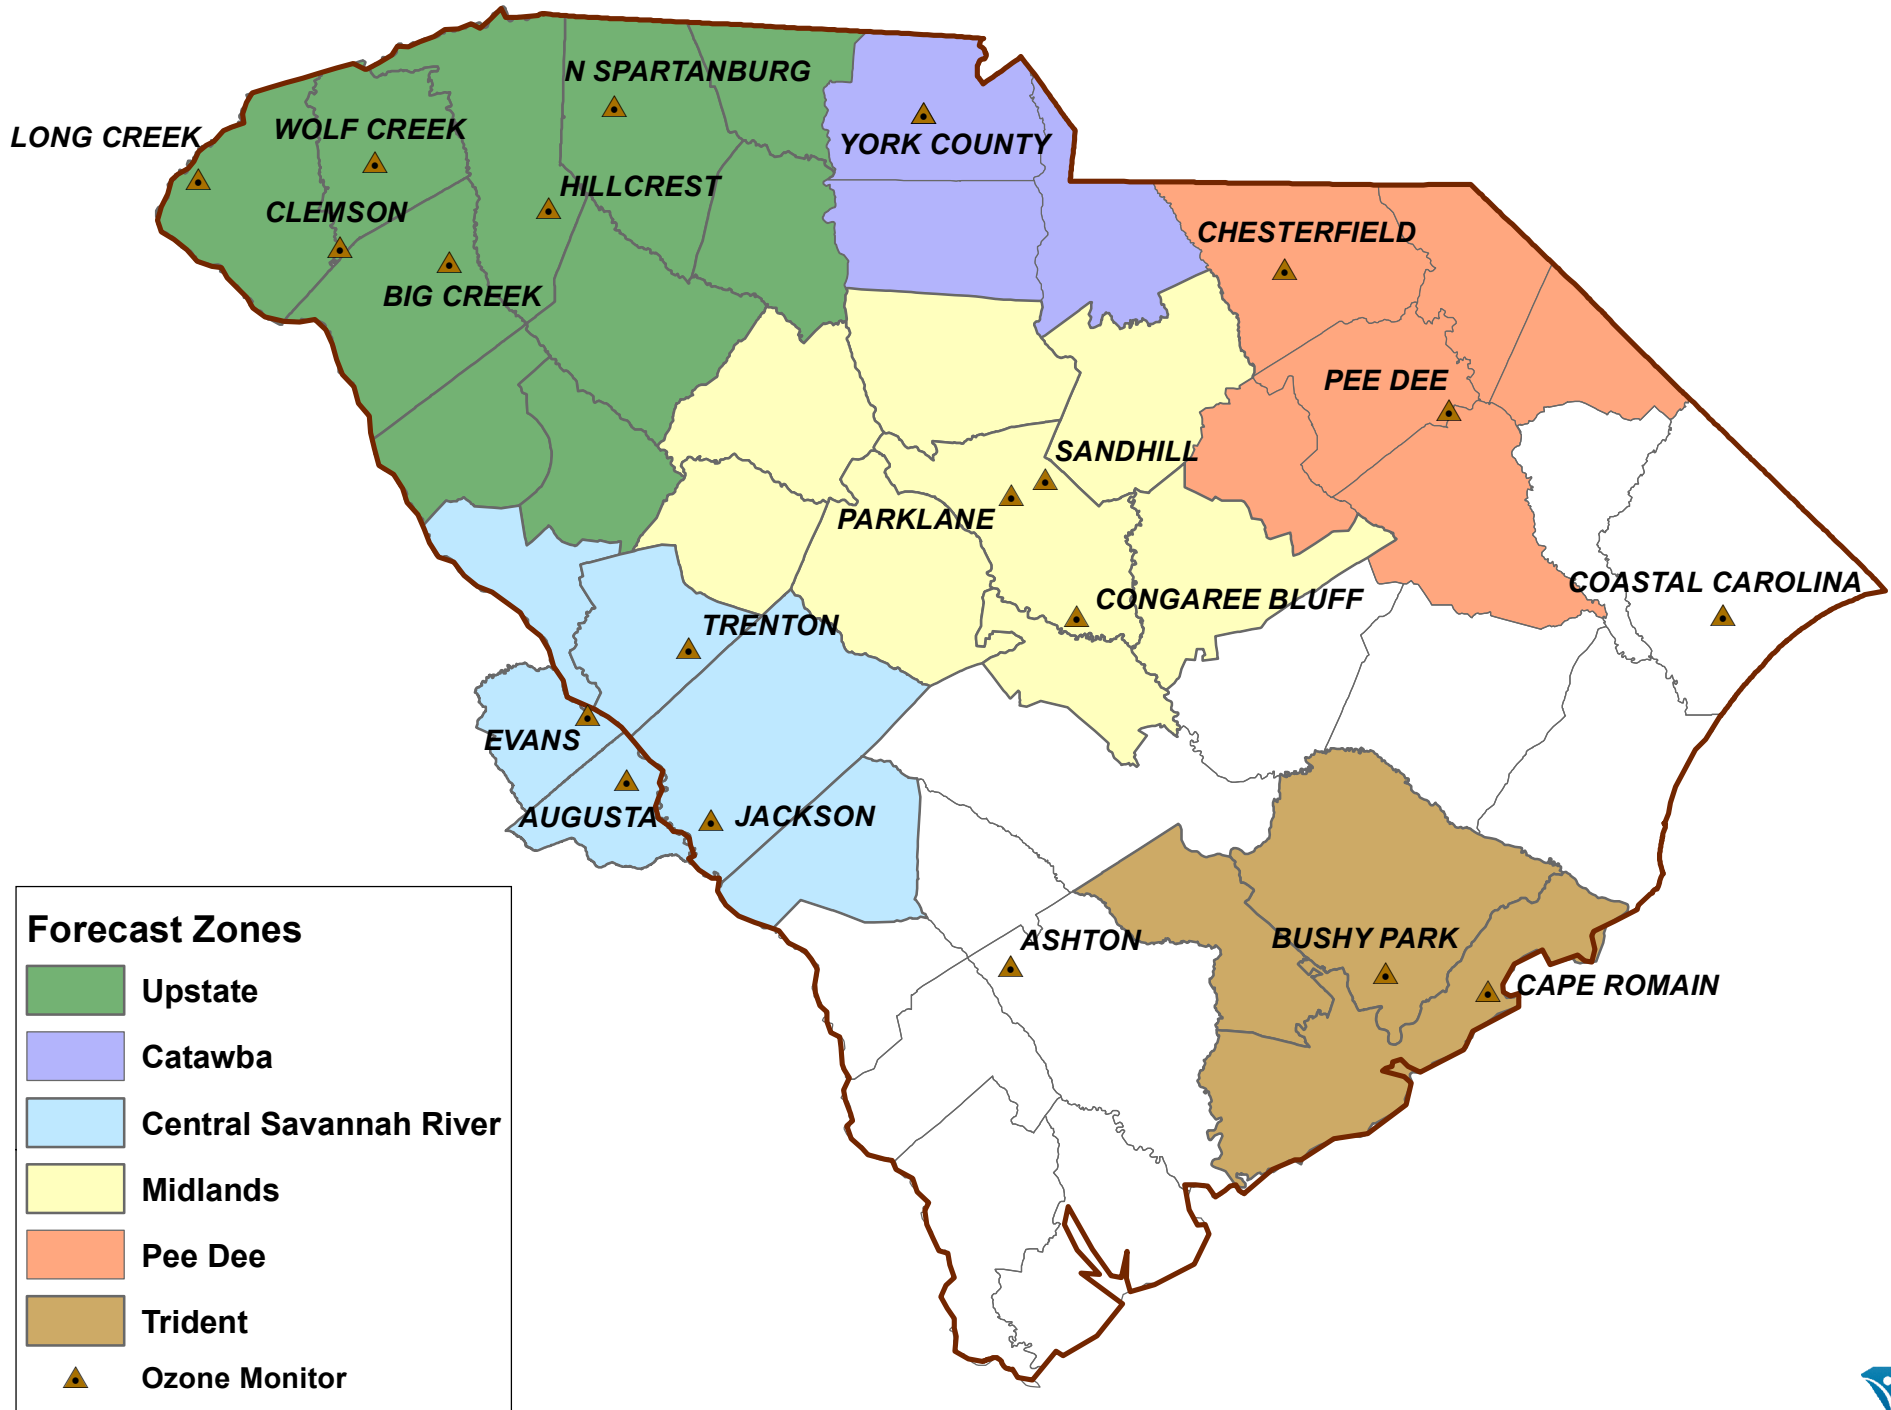 N SPARTANBURG
WOLF CREEK
LONG CREEK
YORK COUNTY
HILLCREST
CLEMSON
CHESTERFIELD
BIG CREEK
PEE DEE
SANDHILL
PARKLANE
COASTAL CAROLINA
CONGAREE BLUFF
TRENTON
EVANS
AUGUSTA
JACKSON
ASHTON
BUSHY PARK
CAPE ROMAIN
Forecast Zones
Upstate
Catawba
Central Savannah River
Midlands
Pee Dee
Trident
Ozone Monitor